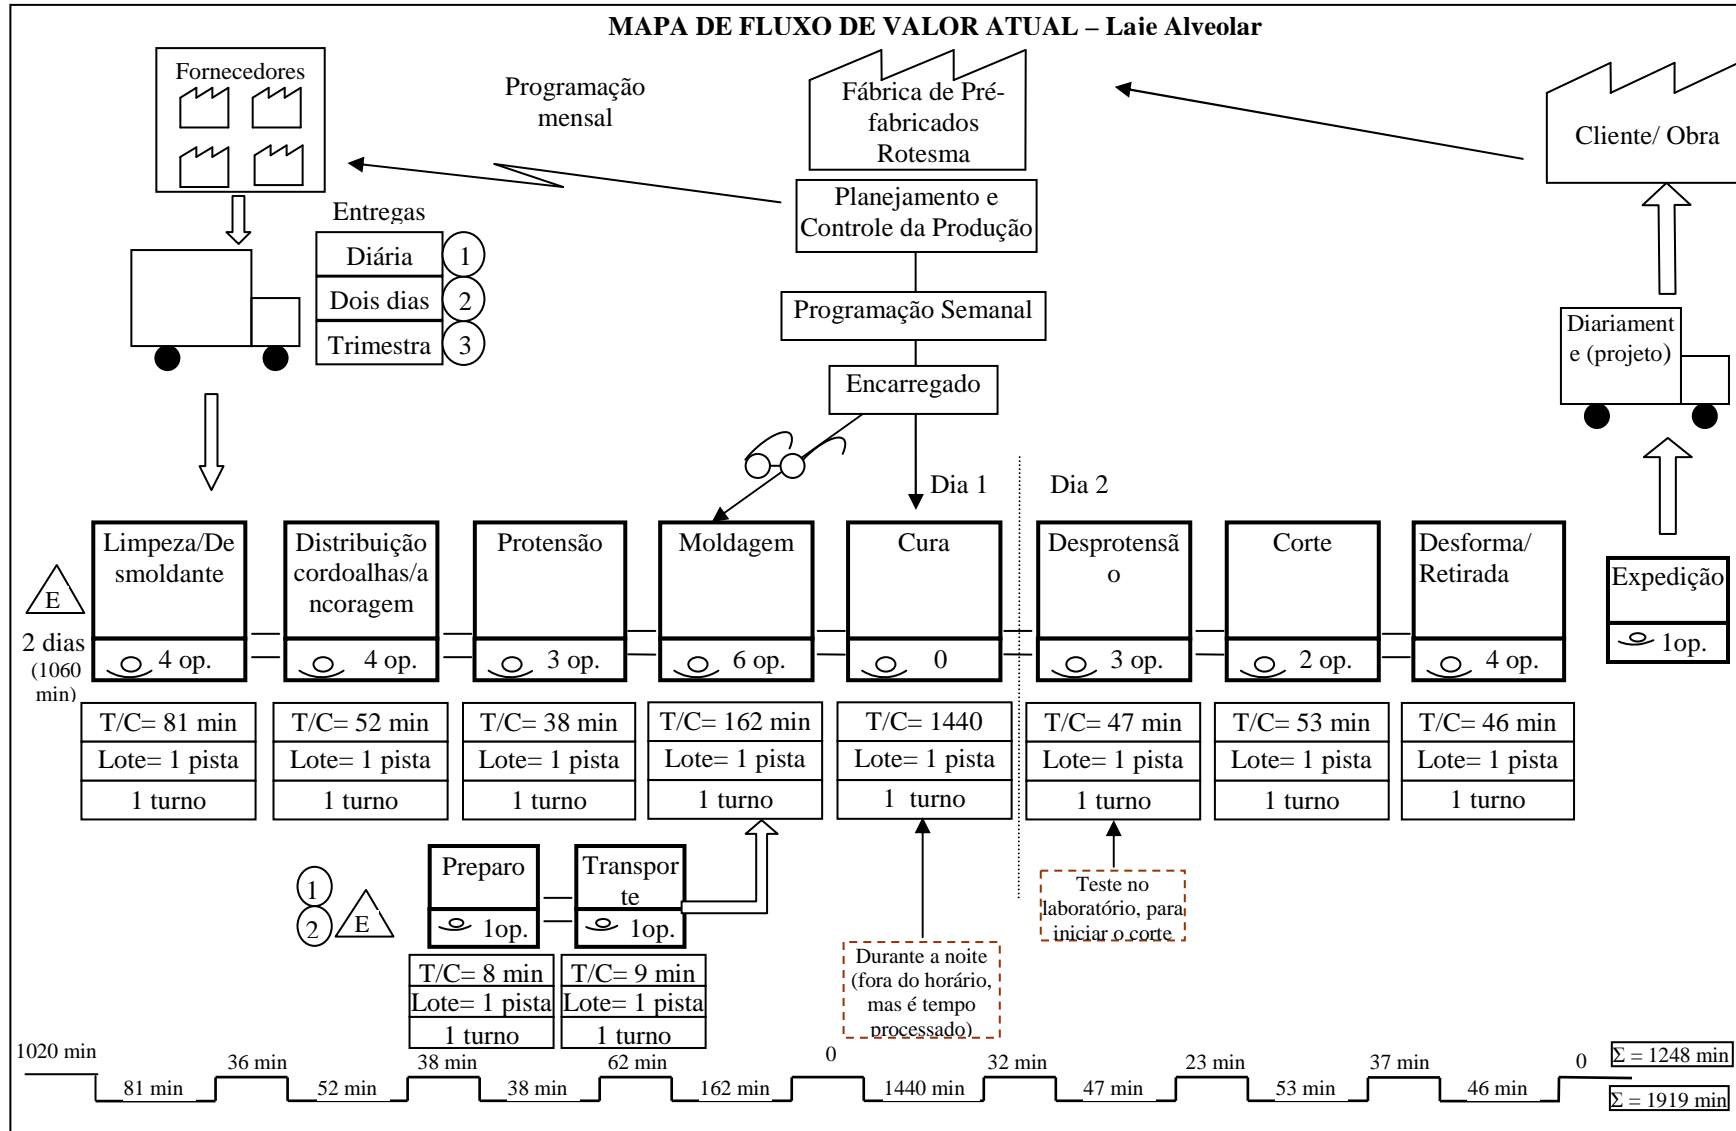 MAPA DE FLUXO DE VALOR ATUAL – Laje Alveolar
Fornecedores
Programação
mensal
Fábrica de Pré-
fabricados
Rotesma
Cliente/ Obra
Planejamento e
Controle da Produção
Entregas
Diária
1
Dois dias
2
Trimestra
3
Programação Semanal
Encarregado
Diariament
e (projeto)
Dia 1
Dia 2
E
2 dias
(1060
min)
Limpeza/De
smoldante
4 op.
Distribuição
cordoalhas/a
ncoragem
4 op.
Protensão
3 op.
Moldagem
6 op.
Cura
0
Desprotensã
o
3 op.
Corte
2 op.
Desforma/
Retirada
4 op.
Expedição
1op.
T/C= 81 min
Lote= 1 pista
1 turno
T/C= 52 min
Lote= 1 pista
1 turno
T/C= 38 min
Lote= 1 pista
1 turno
T/C= 162 min
Lote= 1 pista
1 turno
T/C= 1440
Lote= 1 pista
1 turno
T/C= 47 min
Lote= 1 pista
1 turno
T/C= 53 min
Lote= 1 pista
1 turno
T/C= 46 min
Lote= 1 pista
1 turno
1
2
E
Preparo
1op.
Transpor
te
1op.
T/C= 8 min
Lote= 1 pista
1 turno
T/C= 9 min
Lote= 1 pista
1 turno
Durante a noite
(fora do horário,
mas é tempo
processado)
Teste no
laboratório, para
iniciar o corte
1020 min
36 min
38 min
62 min
0
32 min
23 min
37 min
0
Σ = 1248 min
81 min
52 min
38 min
162 min
1440 min
47 min
53 min
46 min
Σ = 1919 min